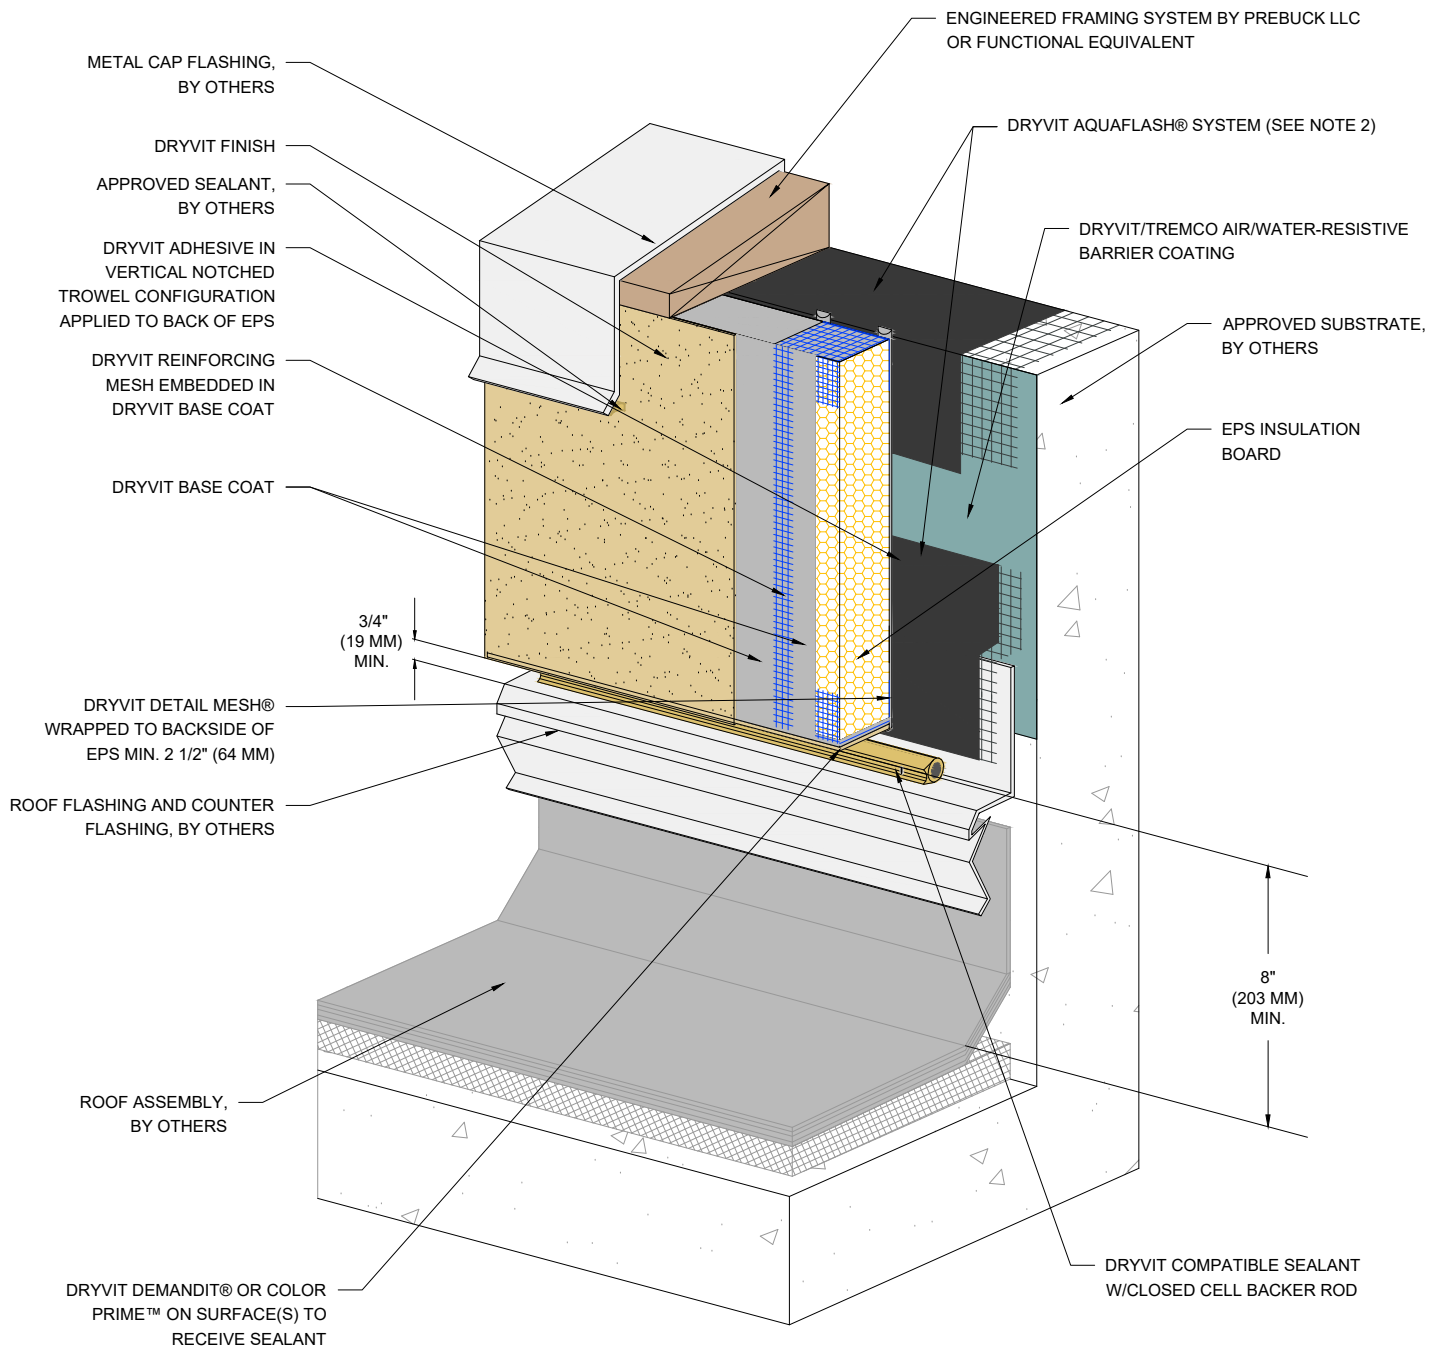 ENGINEERED FRAMING SYSTEM BY PREBUCK LLC
OR FUNCTIONAL EQUIVALENT
METAL CAP FLASHING,
BY OTHERS
DRYVIT AQUAFLASH® SYSTEM (SEE NOTE 2)
DRYVIT FINISH
APPROVED SEALANT,
BY OTHERS
DRYVIT/TREMCO AIR/WATER-RESISTIVE
BARRIER COATING
DRYVIT ADHESIVE IN
VERTICAL NOTCHED
TROWEL CONFIGURATION
APPLIED TO BACK OF EPS
APPROVED SUBSTRATE,
BY OTHERS
DRYVIT REINFORCING
MESH EMBEDDED IN
DRYVIT BASE COAT
EPS INSULATION
BOARD
DRYVIT BASE COAT
3/4"
(19 MM)
MIN.
DRYVIT DETAIL MESH®
WRAPPED TO BACKSIDE OF
EPS MIN. 2 1/2" (64 MM)
ROOF FLASHING AND COUNTER
FLASHING, BY OTHERS
8"
(203 MM)
MIN.
ROOF ASSEMBLY,
BY OTHERS
DRYVIT DEMANDIT® OR COLOR
PRIME™ ON SURFACE(S) TO
RECEIVE SEALANT
DRYVIT COMPATIBLE SEALANT
W/CLOSED CELL BACKER ROD